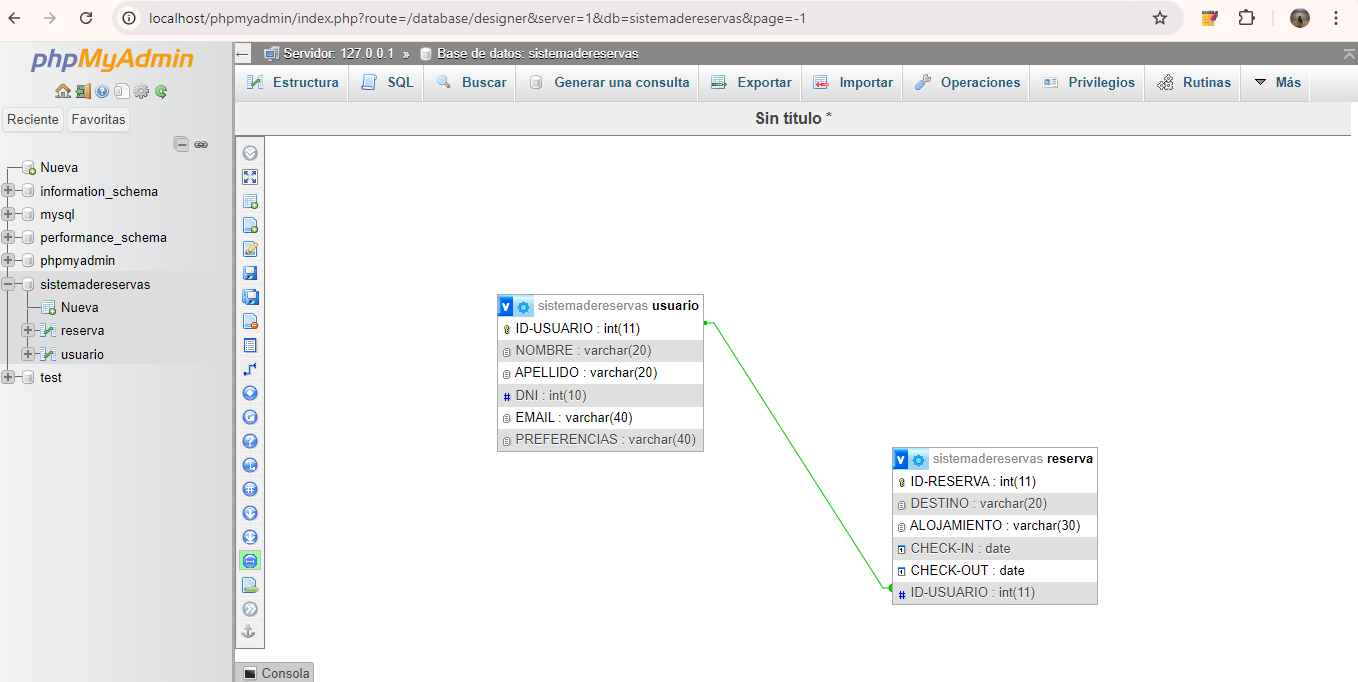 localhost/phpmyadmin/index.php?route=/database/designer&server=1&db=sistemadereservas&page=-1
phpMyAdmin
Reciente Favoritas
Nueva
information_schema
mysql
performance_schema
phpmyadmin
sistemadereservas
Nueva
reserva
usuario
test
Servidor: 127.0.0.1 » Base de datos: sistemadereservas
Estructura SQL Buscar Generar una consulta Exportar Importar Operaciones Privilegios Rutinas Más
Sin título *
v sistemadereservas usuario
ID-USUARIO : int(11)
NOMBRE : varchar(20)
APELLIDO : varchar(20)
# DNI : int(10)
EMAIL : varchar(40)
PREFERENCIAS : varchar(40)
v sistemadereservas reserva
ID-RESERVA : int(11)
DESTINO : varchar(20)
ALOJAMIENTO : varchar(30)
CHECK-IN : date
CHECK-OUT : date
# ID-USUARIO : int(11)
Consola